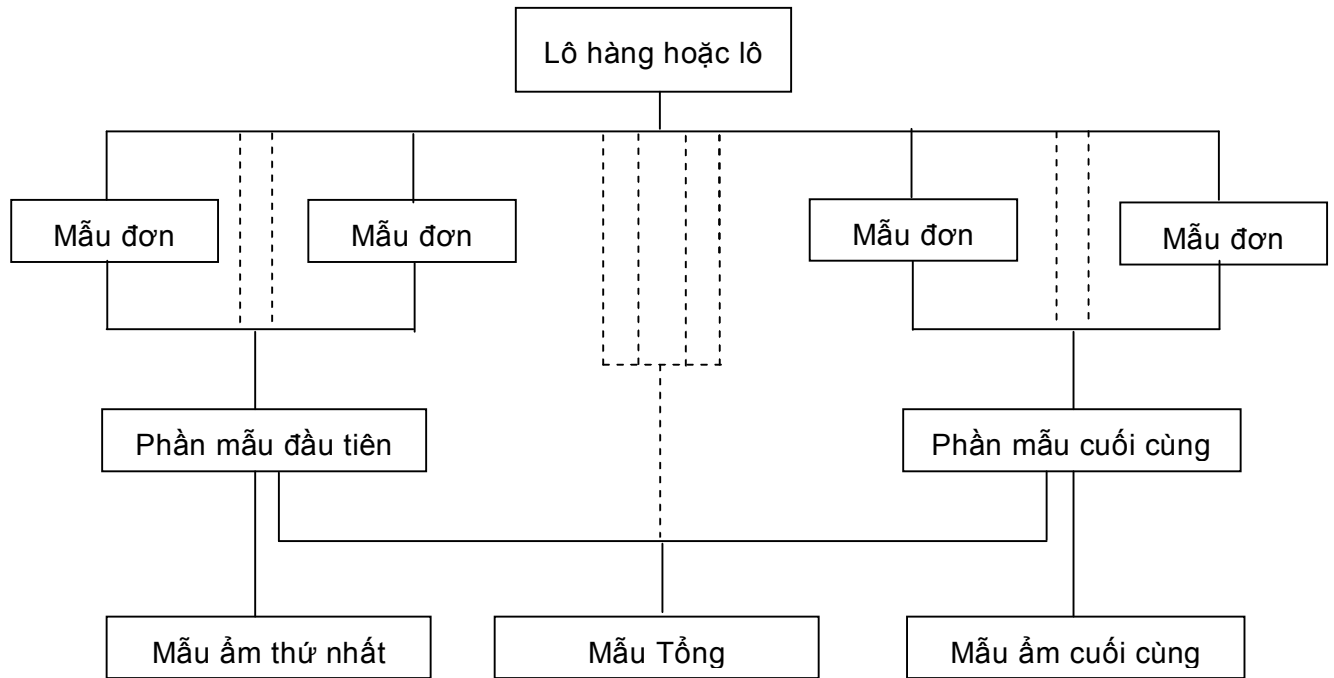 Lô hàng hoặc lô
Mẫu đơn
Mẫu đơn
Mẫu đơn
Mẫu đơn
Phần mẫu đầu tiên
Phần mẫu cuối cùng
Mẫu ẩm thứ nhất
Mẫu Tổng
Mẫu ẩm cuối cùng